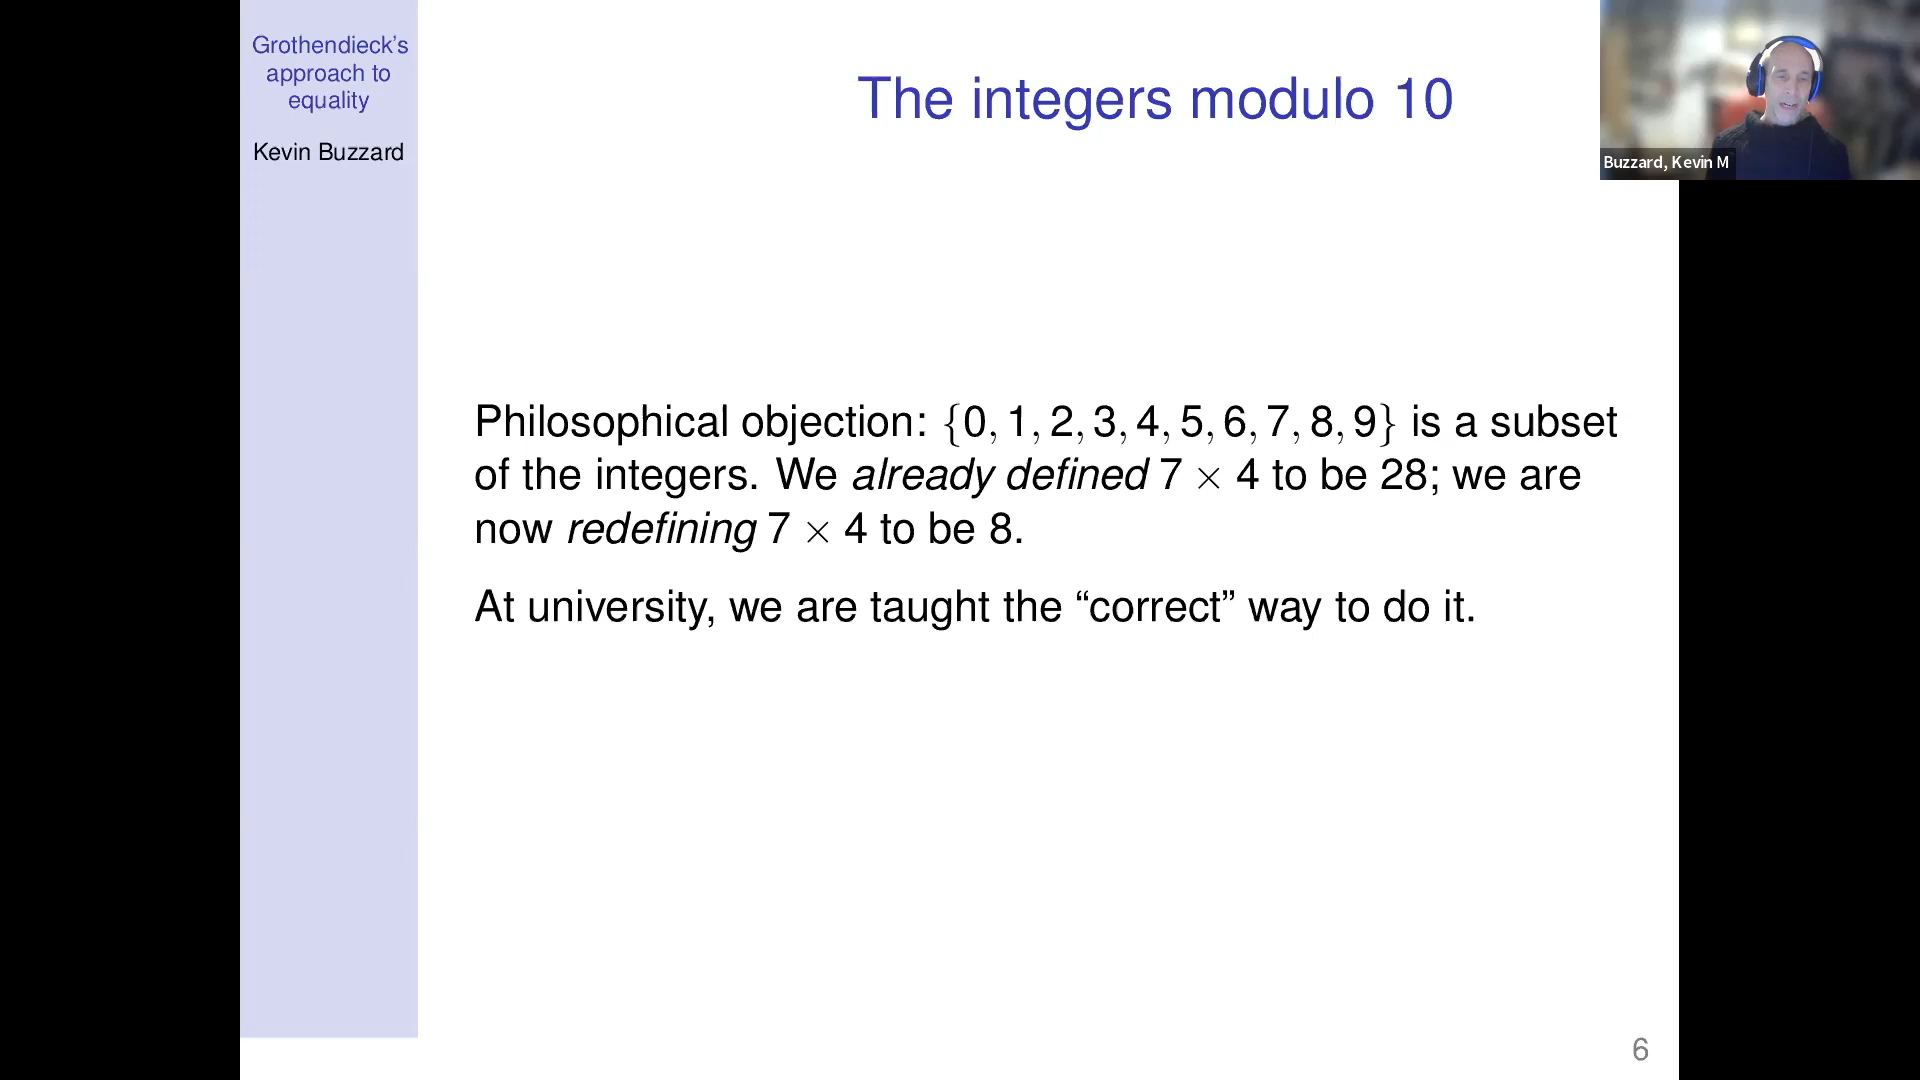 Grothendieck's
approach to
equality
Kevin Buzzard
The integers modulo 10
Buzzard, Kevin M
Philosophical objection: {0, 1, 2, 3, 4, 5, 6, 7, 8, 9} is a subset
of the integers. We already defined 7 × 4 to be 28; we are
now redefining 7 × 4 to be 8.
At university, we are taught the “correct” way to do it.
6